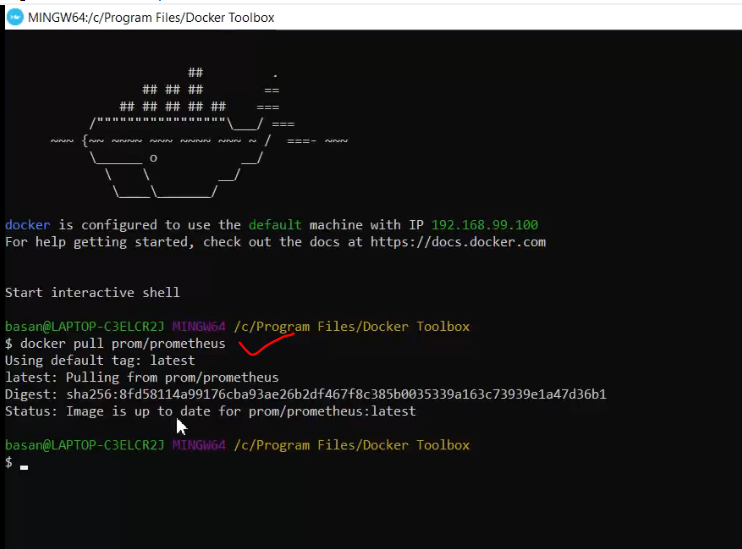 MINGW64:/c/Program Files/Docker Toolbox
                        ##         .
                  ## ## ##        ==
               ## ## ## ## ##    ===
           /"""""""""""""""""\___/ ===
      ~~~ {~~ ~~~~ ~~~ ~~~~ ~~~ ~ /  ===- ~~~
           \______ o           __/
             \    \         __/
              \____\_______/
docker is configured to use the default machine with IP 192.168.99.100
For help getting started, check out the docs at https://docs.docker.com
Start interactive shell
basan@LAPTOP-C3ELCR2J MINGW64 /c/Program Files/Docker Toolbox
$ docker pull prom/prometheus
Using default tag: latest
latest: Pulling from prom/prometheus
Digest: sha256:8fd58114a99176cba93ae26b2df467f8c385b0035339a163c73939e1a47d36b1
Status: Image is up to date for prom/prometheus:latest
basan@LAPTOP-C3ELCR2J MINGW64 /c/Program Files/Docker Toolbox
$